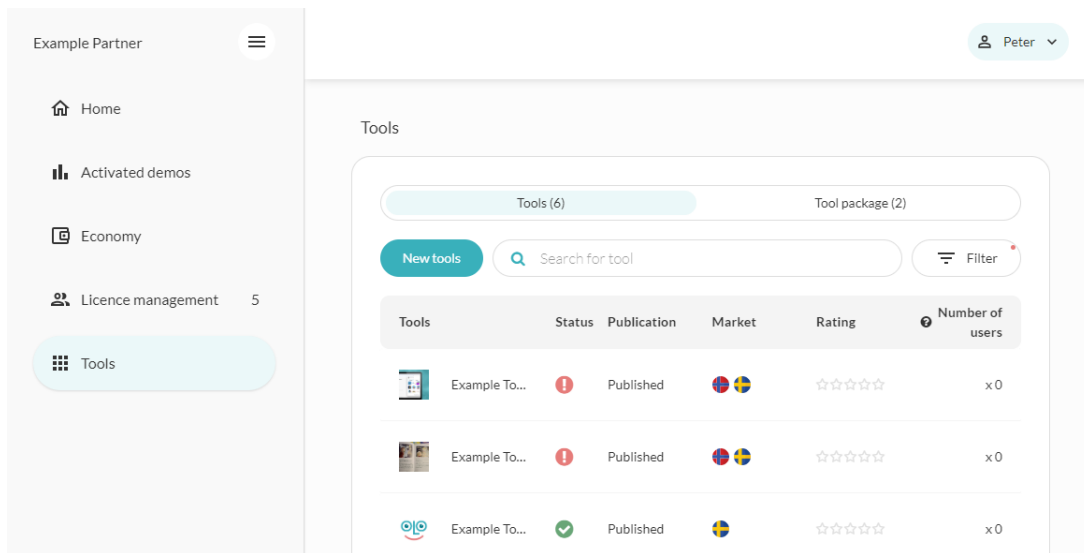 Example Partner
Peter
Home
Activated demos
Economy
Licence management 5
Tools
Tools
Tools (6)
Tool package (2)
New tools
Search for tool
Filter
Tools Status Publication Market Rating Number of users
Example To... Published x 0
Example To... Published x 0
Example To... Published x 0